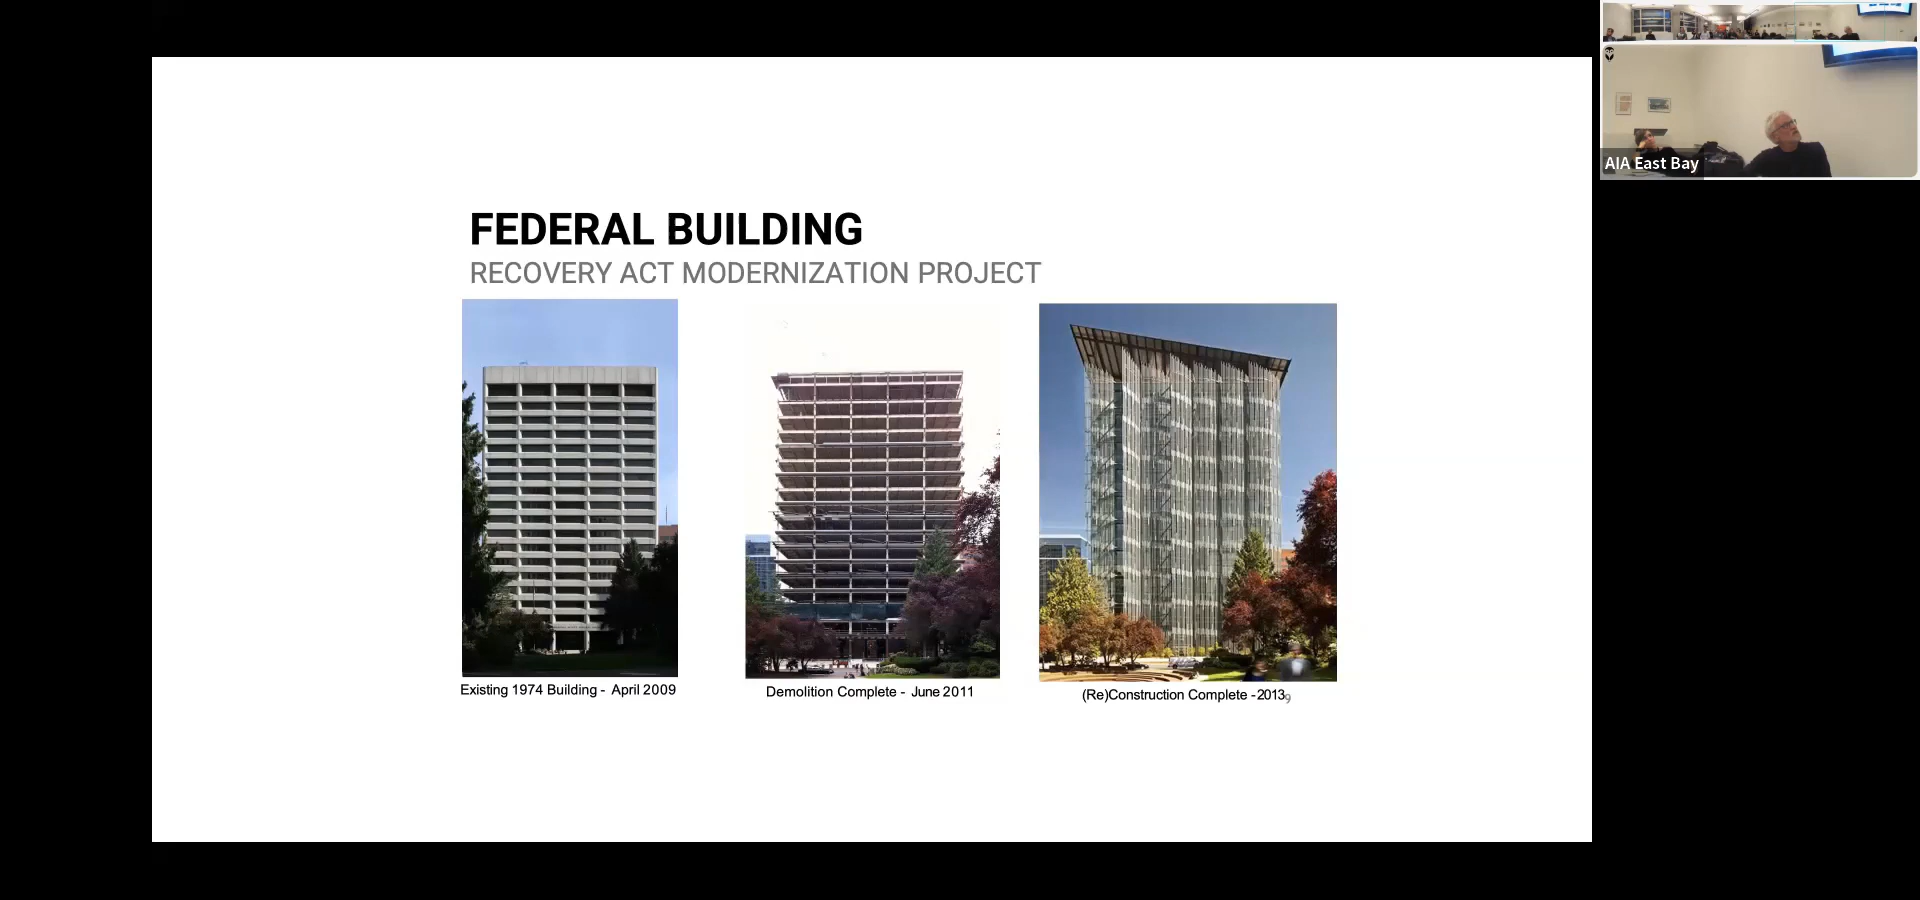 FEDERAL BUILDING
RECOVERY ACT MODERNIZATION PROJECT
Existing 1974 Building - April 2009
Demolition Complete - June 2011
(Re)Construction Complete -2013
9
AIA East Bay